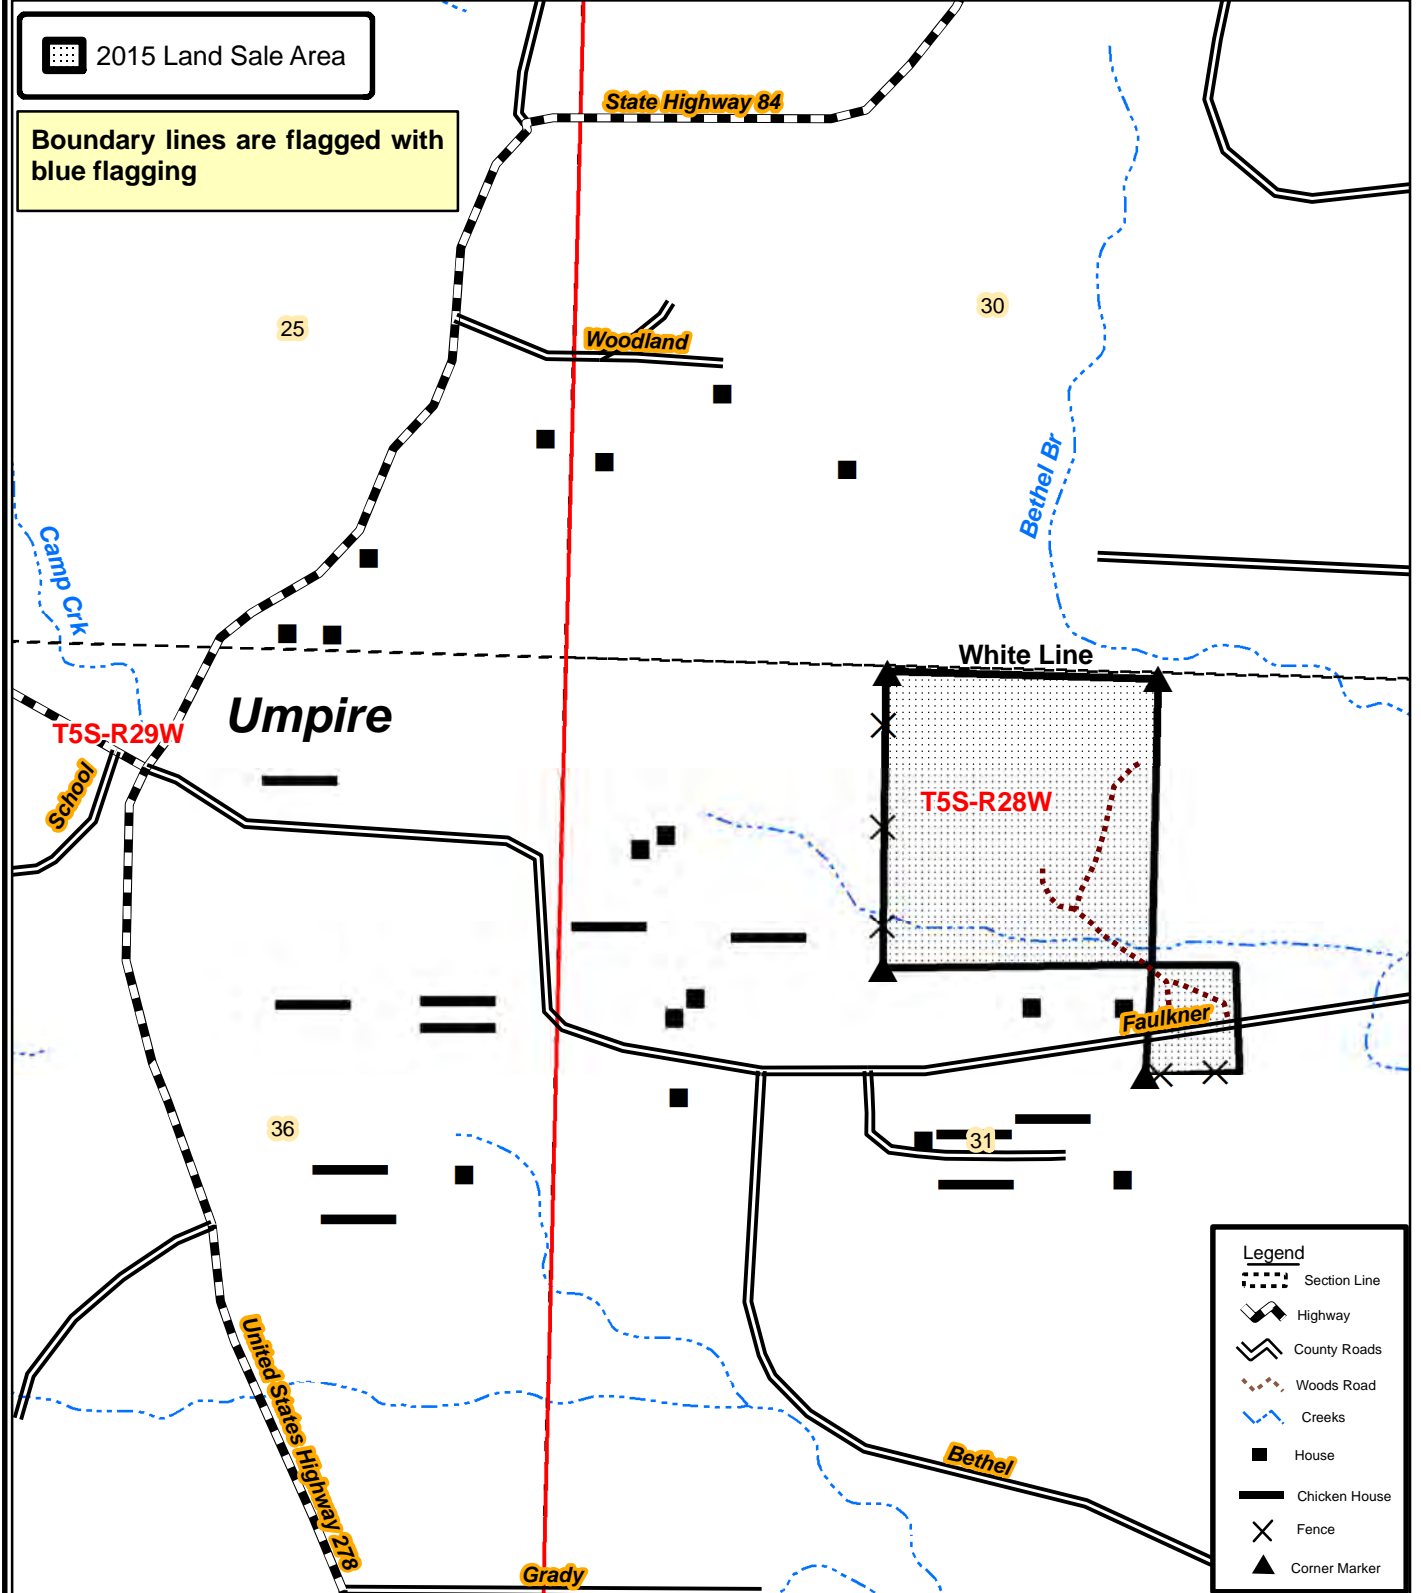 2015 Land Sale Area
Boundary lines are flagged with
blue flagging
State Highway 84
25
30
Woodland
Bethel Br
Camp Crk
White Line
Umpire
T5S-R29W
School
T5S-R28W
Faulkner
36
31
United States Highway 278
Bethel
Grady
Legend
Section Line
Highway
County Roads
Woods Road
Creeks
House
Chicken House
Fence
Corner Marker